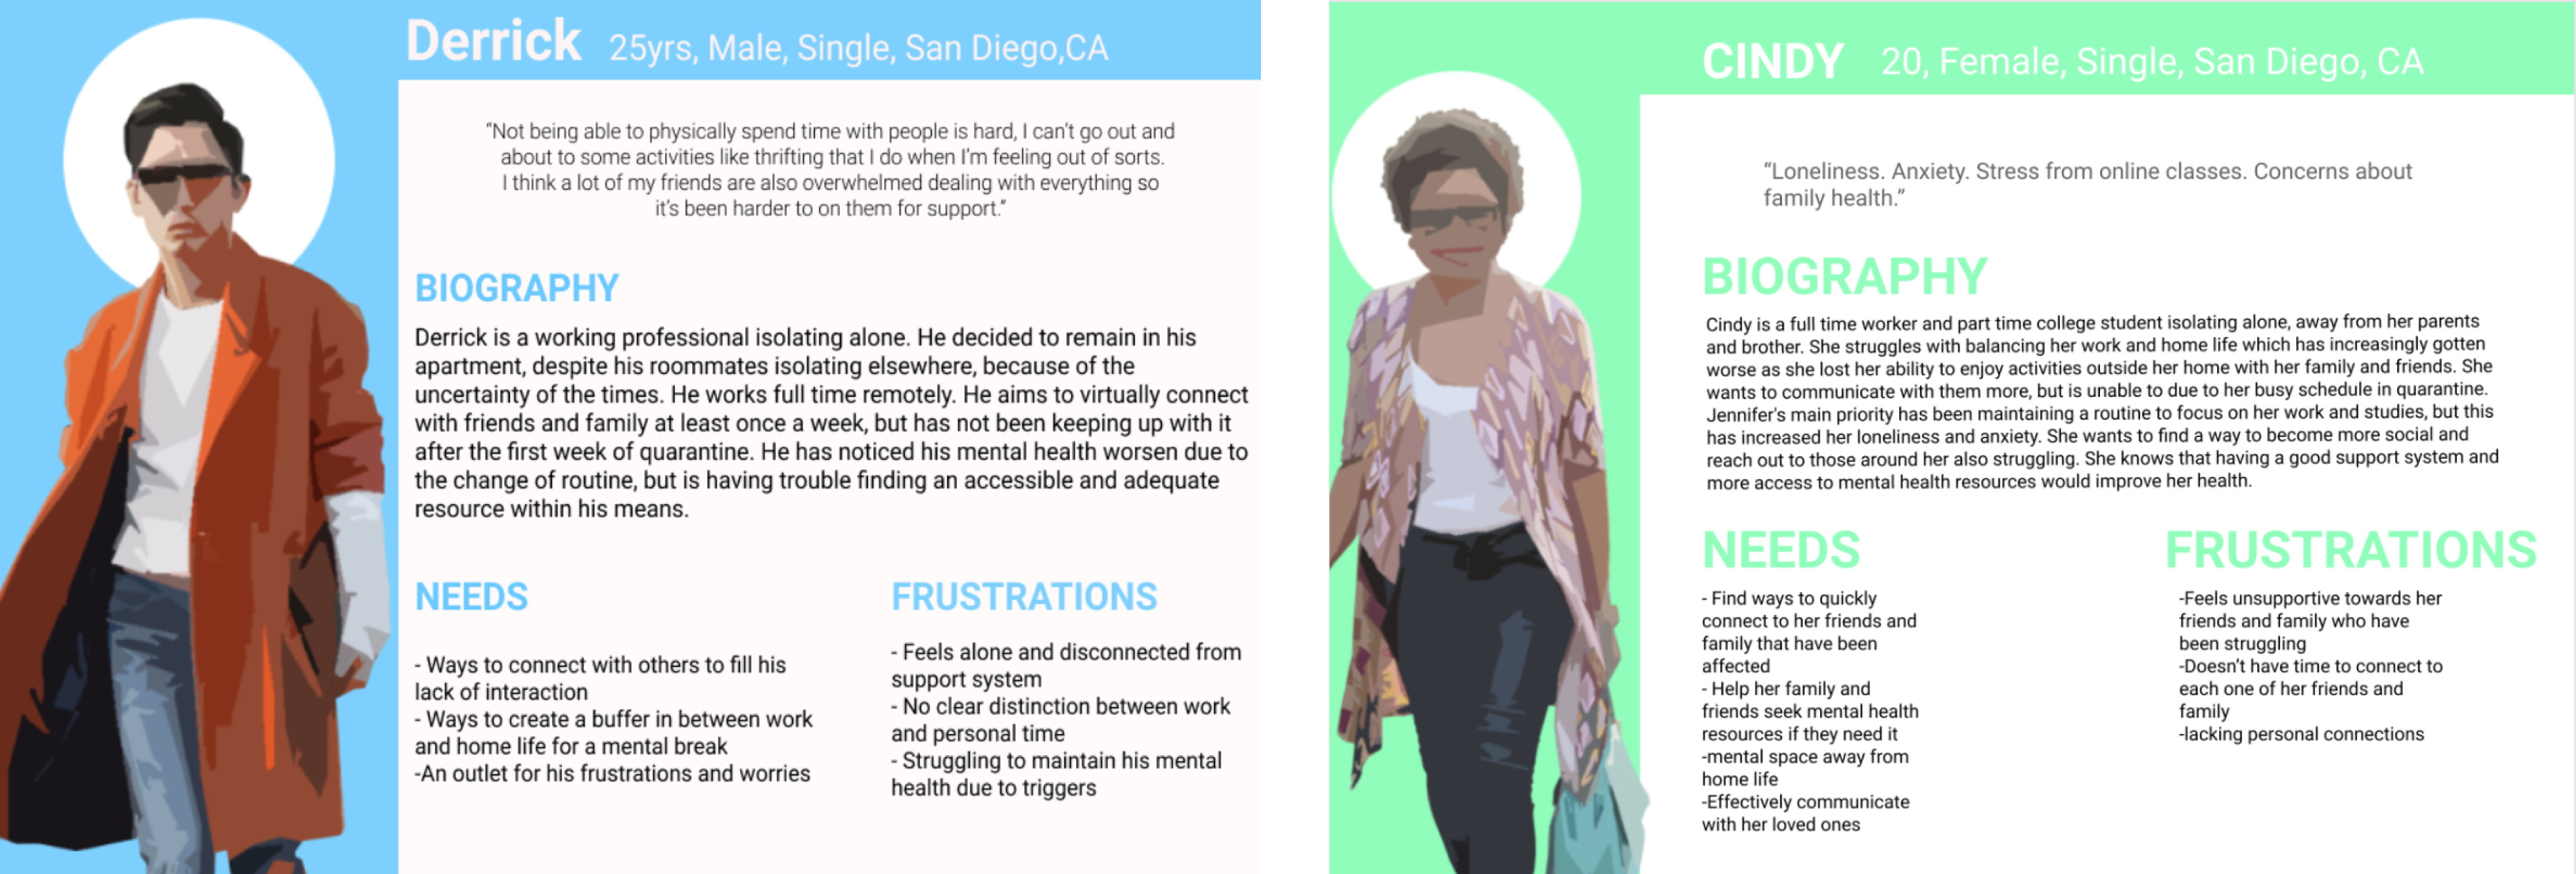 Derrick 25yrs, Male, Single, San Diego,CA
“Not being able to physically spend time with people is hard, I can't go out and
about to some activities like thrifting that I do when I'm feeling out of sorts.
I think a lot of my friends are also overwhelmed dealing with everything so
it's been harder to on them for support.”
BIOGRAPHY
Derrick is a working professional isolating alone. He decided to remain in his
apartment, despite his roommates isolating elsewhere, because of the
uncertainty of the times. He works full time remotely. He aims to virtually connect
with friends and family at least once a week, but has not been keeping up with it
after the first week of quarantine. He has noticed his mental health worsen due to
the change of routine, but is having trouble finding an accessible and adequate
resource within his means.
NEEDS
- Ways to connect with others to fill his
lack of interaction
- Ways to create a buffer in between work
and home life for a mental break
-An outlet for his frustrations and worries
FRUSTRATIONS
- Feels alone and disconnected from
support system
- No clear distinction between work
and personal time
- Struggling to maintain his mental
health due to triggers
CINDY 20, Female, Single, San Diego, CA
“Loneliness. Anxiety. Stress from online classes. Concerns about
family health.”
BIOGRAPHY
Cindy is a full time worker and part time college student isolating alone, away from her parents
and brother. She struggles with balancing her work and home life which has increasingly gotten
worse as she lost her ability to enjoy activities outside her home with her family and friends. She
wants to communicate with them more, but is unable to due to her busy schedule in quarantine.
Jennifer's main priority has been maintaining a routine to focus on her work and studies, but this
has increased her loneliness and anxiety. She wants to find a way to become more social and
reach out to those around her also struggling. She knows that having a good support system and
more access to mental health resources would improve her health.
NEEDS
- Find ways to quickly
connect to her friends and
family that have been
affected
- Help her family and
friends seek mental health
resources if they need it
-mental space away from
home life
-Effectively communicate
with her loved ones
FRUSTRATIONS
-Feels unsupportive towards her
friends and family who have
been struggling
-Doesn't have time to connect to
each one of her friends and
family
-lacking personal connections